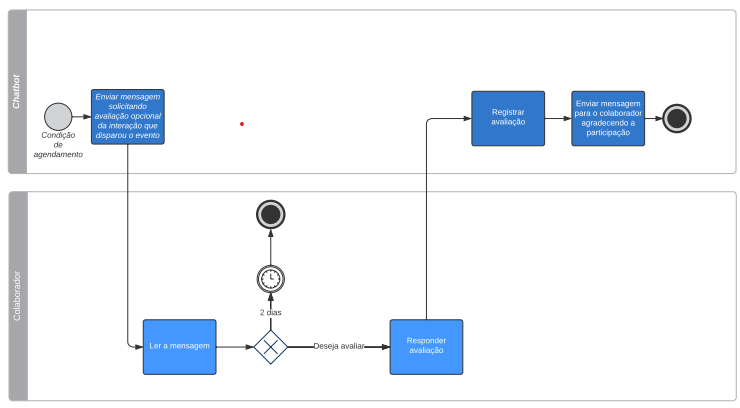 Chatbot
Enviar mensagem
solicitando
avaliação opcional
da interação que
disparou o evento
Condição
de
agendamento
Registrar
avaliação
Enviar mensagem
para o colaborador
agradecendo a
participação
Colaborador
2 dias
Ler a mensagem
Deseja avaliar
Responder
avaliação